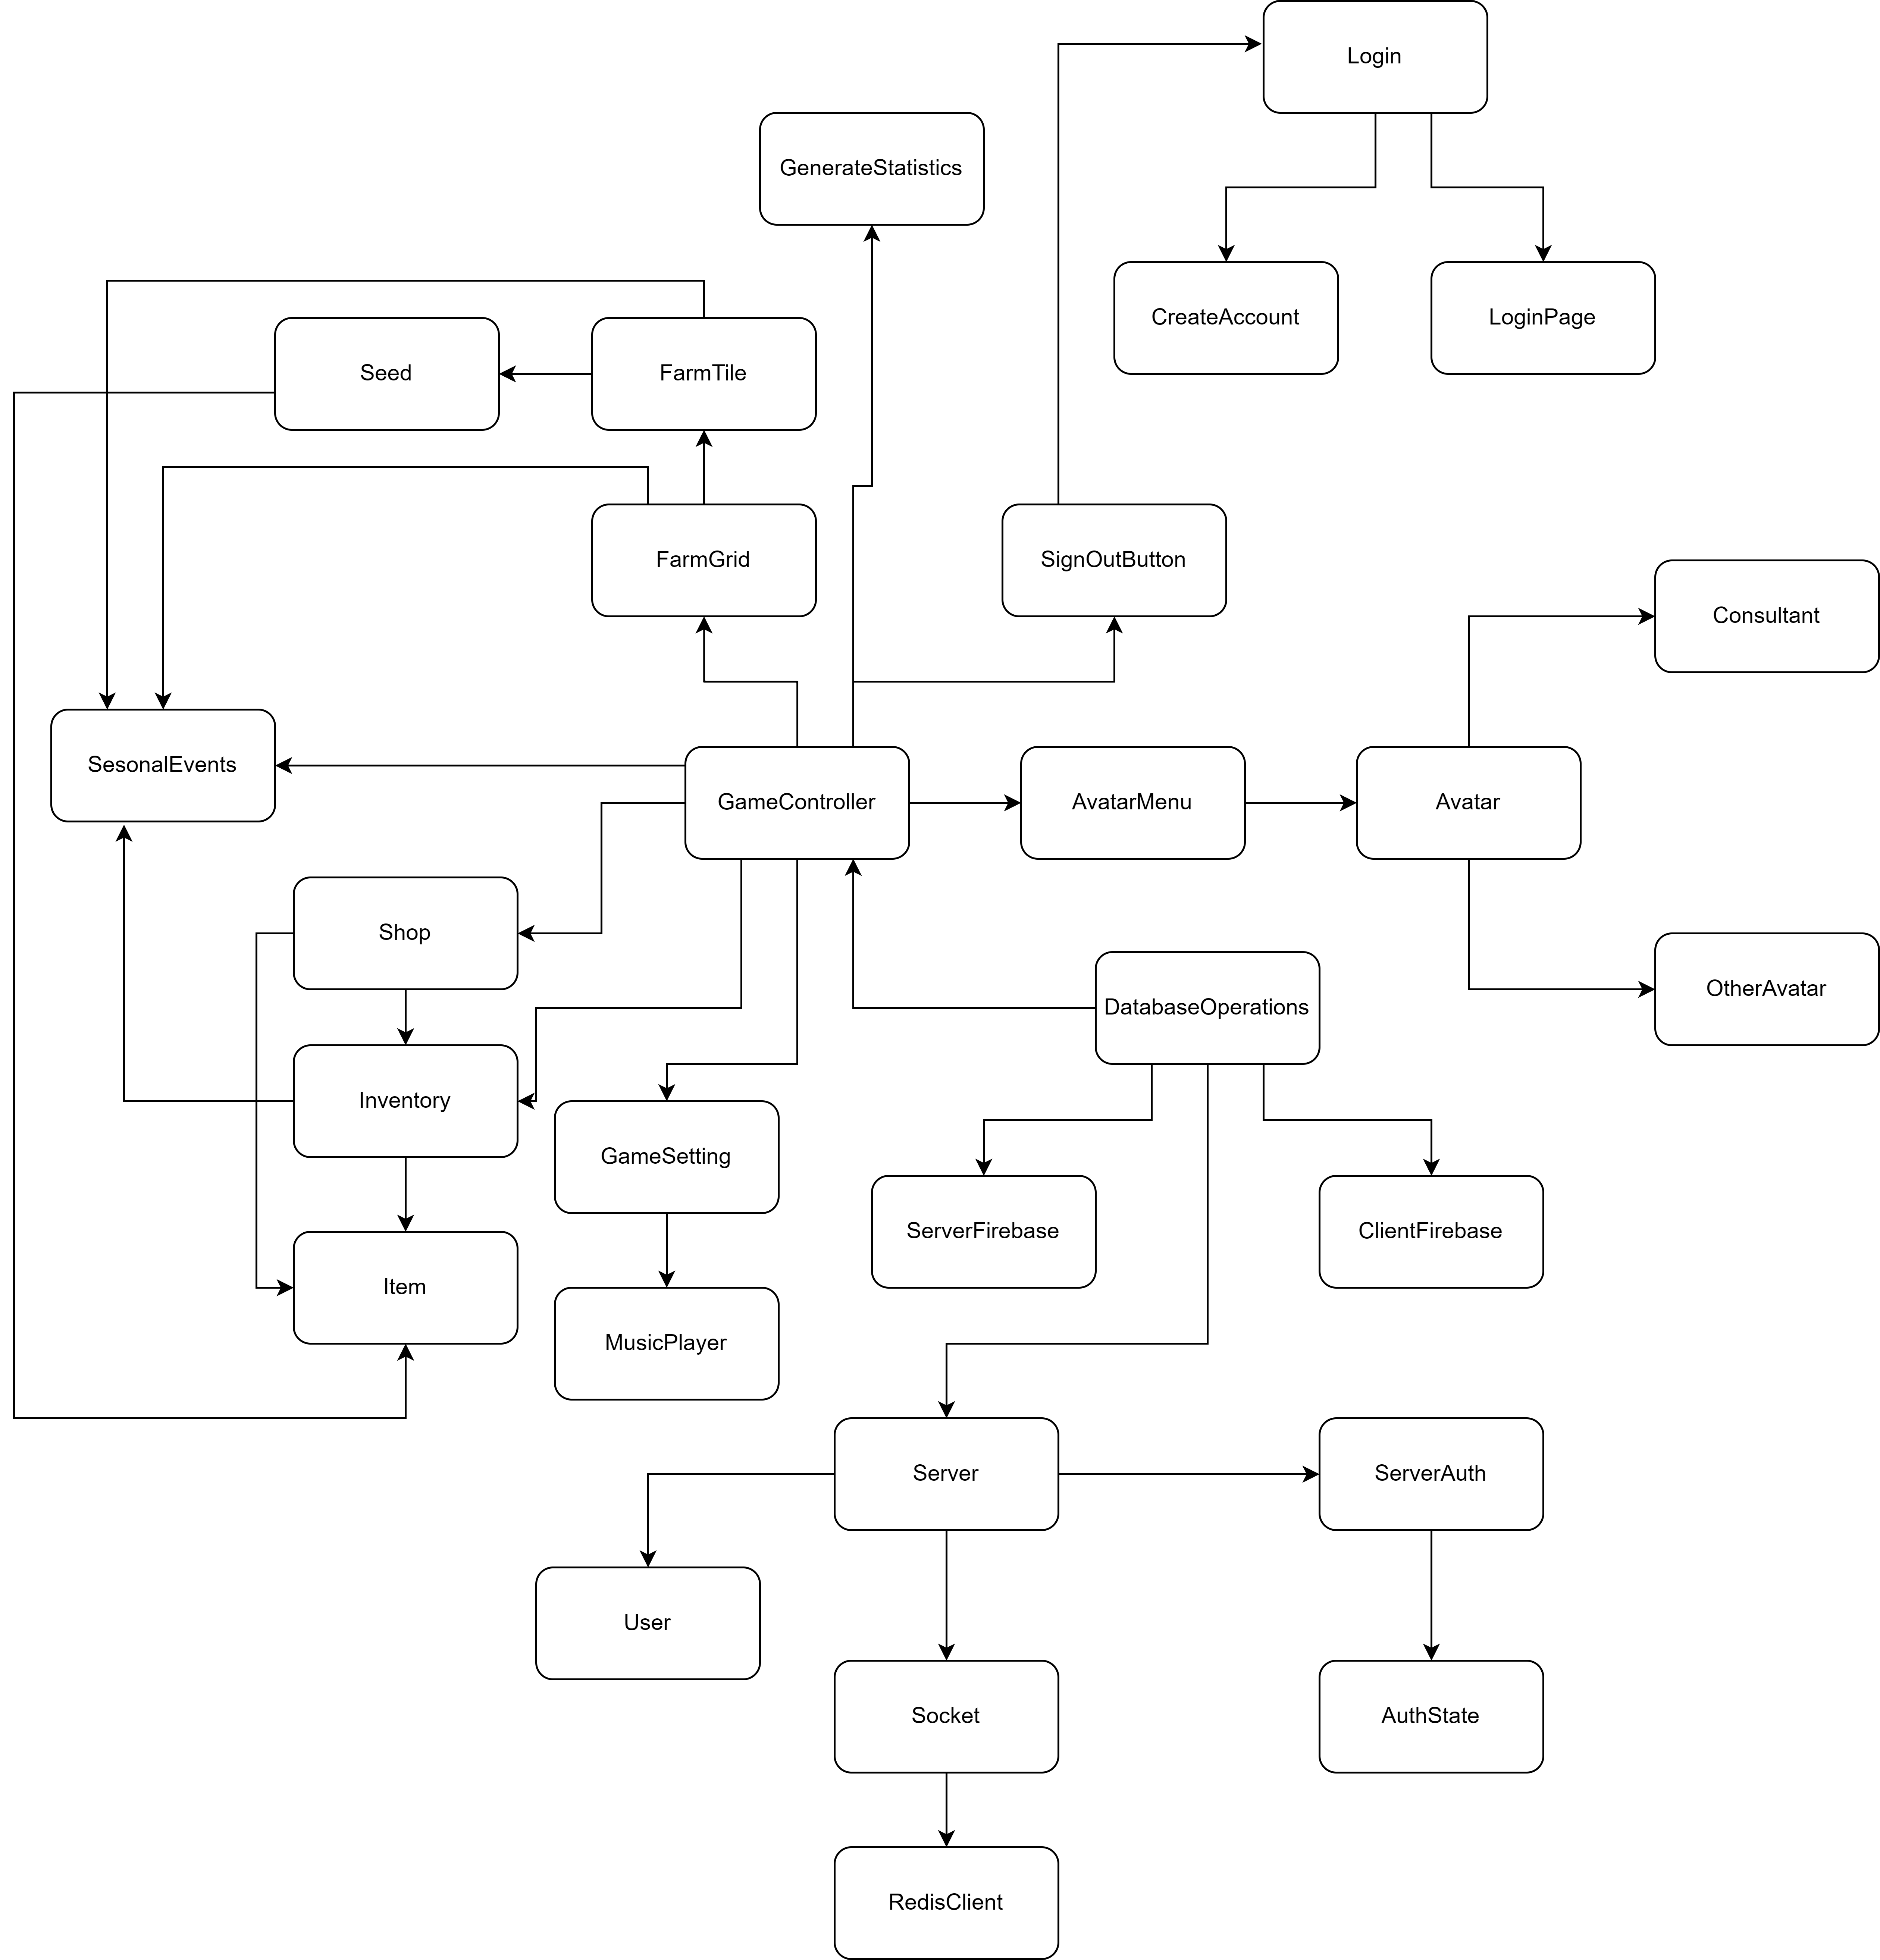 Login
GenerateStatistics
CreateAccount
LoginPage
Seed
FarmTile
FarmGrid
SignOutButton
Consultant
SesonalEvents
GameController
AvatarMenu
Avatar
Shop
OtherAvatar
DatabaseOperations
Inventory
GameSetting
ServerFirebase
ClientFirebase
Item
MusicPlayer
Server
ServerAuth
User
Socket
AuthState
RedisClient